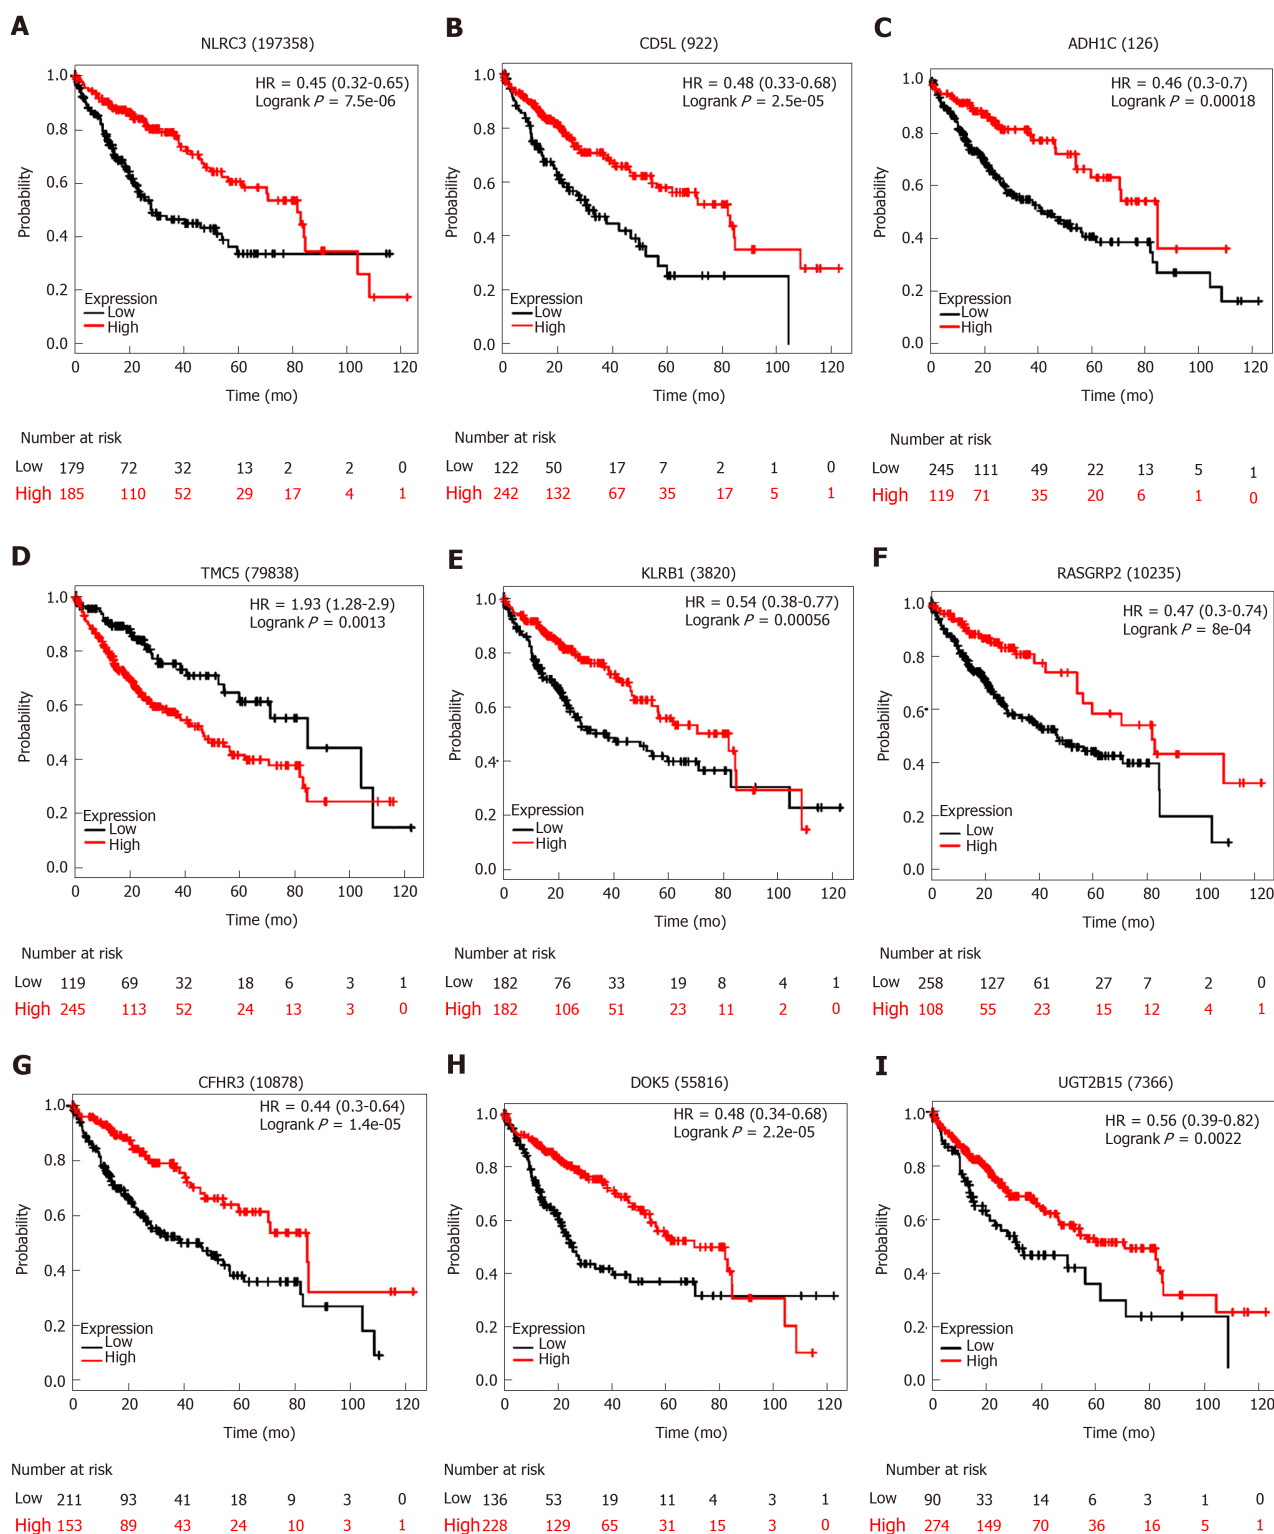 A
NLRC3 (197358)
HR = 0.45 (0.32-0.65)
Logrank P = 7.5e-06
1.0
0.8
0.6
0.4
0.2
0.0
Probability
Expression
Low
High
0 20 40 60 80 100 120
Time (mo)
Number at risk
Low 179 72 32 13 2 2 0
High 185 110 52 29 17 4 1
B
CD5L (922)
HR = 0.48 (0.33-0.68)
Logrank P = 2.5e-05
1.0
0.8
0.6
0.4
0.2
0.0
Probability
Expression
Low
High
0 20 40 60 80 100 120
Time (mo)
Number at risk
Low 122 50 17 7 2 1 0
High 242 132 67 35 17 5 1
C
ADH1C (126)
HR = 0.46 (0.3-0.7)
Logrank P = 0.00018
1.0
0.8
0.6
0.4
0.2
0.0
Probability
Expression
Low
High
0 20 40 60 80 100 120
Time (mo)
Number at risk
Low 245 111 49 22 13 5 1
High 119 71 35 20 6 1 0
D
TMC5 (79838)
HR = 1.93 (1.28-2.9)
Logrank P = 0.0013
1.0
0.8
0.6
0.4
0.2
0.0
Probability
Expression
Low
High
0 20 40 60 80 100 120
Time (mo)
Number at risk
Low 119 69 32 18 6 3 1
High 245 113 52 24 13 3 0
E
KLRB1 (3820)
HR = 0.54 (0.38-0.77)
Logrank P = 0.00056
1.0
0.8
0.6
0.4
0.2
0.0
Probability
Expression
Low
High
0 20 40 60 80 100 120
Time (mo)
Number at risk
Low 182 76 33 19 8 4 1
High 182 106 51 23 11 2 0
F
RASGRP2 (10235)
HR = 0.47 (0.3-0.74)
Logrank P = 8e-04
1.0
0.8
0.6
0.4
0.2
0.0
Probability
Expression
Low
High
0 20 40 60 80 100 120
Time (mo)
Number at risk
Low 258 127 61 27 7 2 0
High 108 55 23 15 12 4 1
G
CFHR3 (10878)
HR = 0.44 (0.3-0.64)
Logrank P = 1.4e-05
1.0
0.8
0.6
0.4
0.2
0.0
Probability
Expression
Low
High
0 20 40 60 80 100 120
Time (mo)
Number at risk
Low 211 93 41 18 9 3 0
High 153 89 43 24 10 3 1
H
DOK5 (55816)
HR = 0.48 (0.34-0.68)
Logrank P = 2.2e-05
1.0
0.8
0.6
0.4
0.2
0.0
Probability
Expression
Low
High
0 20 40 60 80 100 120
Time (mo)
Number at risk
Low 136 53 19 11 4 3 1
High 228 129 65 31 15 3 0
I
UGT2B15 (7366)
HR = 0.56 (0.39-0.82)
Logrank P = 0.0022
1.0
0.8
0.6
0.4
0.2
0.0
Probability
Expression
Low
High
0 20 40 60 80 100 120
Time (mo)
Number at risk
Low 90 33 14 6 3 1 0
High 274 149 70 36 16 5 1